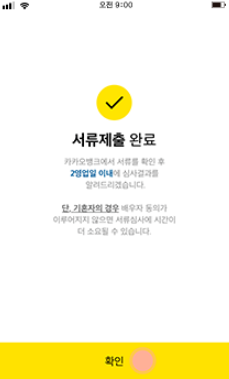 오전 9:00
서류제출 완료
카카오뱅크에서 서류를 확인 후
2영업일 이내에 심사결과를
알려드리겠습니다.
단, 기혼자의 경우 배우자 동의가
이루어지지 않으면 서류심사에 시간이
더 소요될 수 있습니다.
확인